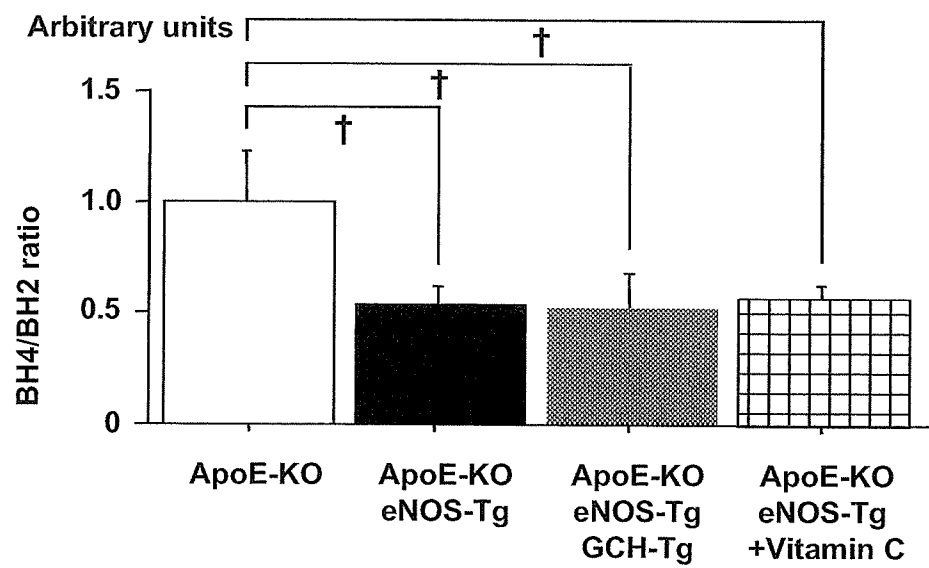 Arbitrary units
†
†
†
1.5
1.0
0.5
0
BH4/BH2 ratio
ApoE-KO
ApoE-KO
eNOS-Tg
ApoE-KO
eNOS-Tg
GCH-Tg
ApoE-KO
eNOS-Tg
+Vitamin C